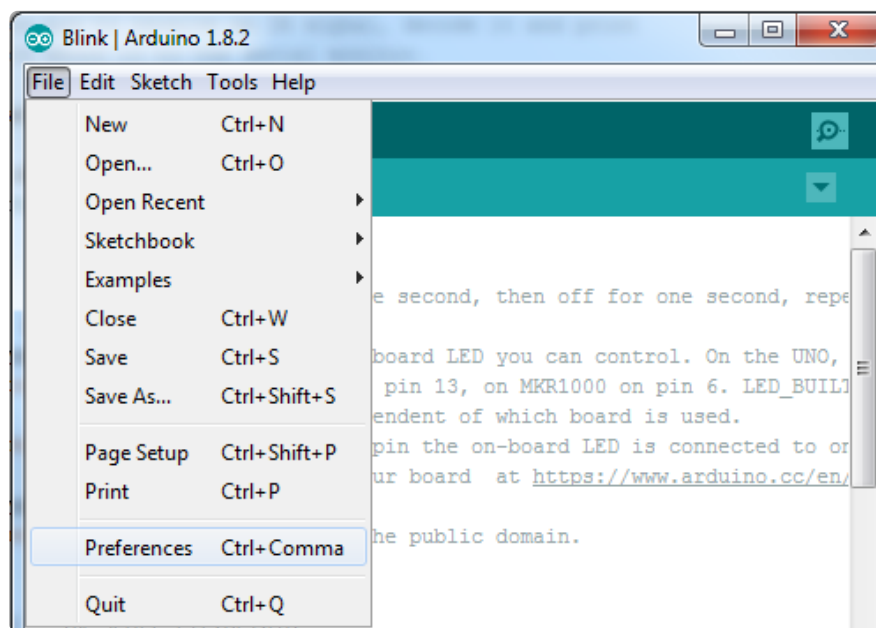 Blink | Arduino 1.8.2
File Edit Sketch Tools Help
New Ctrl+N
Open... Ctrl+O
Open Recent
Sketchbook
Examples
Close Ctrl+W
Save Ctrl+S
Save As... Ctrl+Shift+S
Page Setup Ctrl+Shift+P
Print Ctrl+P
Preferences Ctrl+Comma
Quit Ctrl+Q
e second, then off for one second, repe
board LED you can control. On the UNO,
pin 13, on MKR1000 on pin 6. LED_BUILT
endent of which board is used.
pin the on-board LED is connected to on
ur board at https://www.arduino.cc/en/
he public domain.